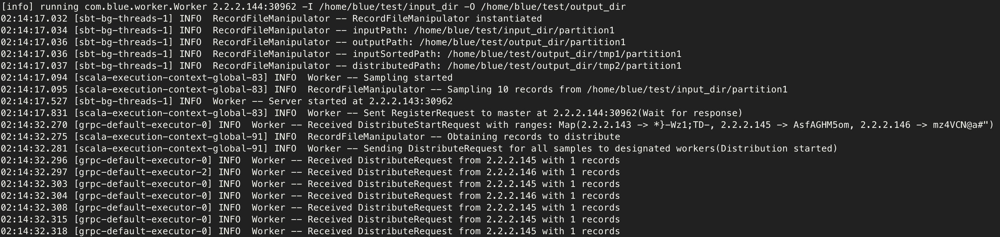 [info] running com.blue.worker.Worker 2.2.2.144:30962 -I /home/blue/test/input_dir -O /home/blue/test/output_dir
02:14:17.032 [sbt-bg-threads-1] INFO  RecordFileManipulator -- RecordFileManipulator instantiated
02:14:17.034 [sbt-bg-threads-1] INFO  RecordFileManipulator -- inputPath: /home/blue/test/input_dir/partition1
02:14:17.036 [sbt-bg-threads-1] INFO  RecordFileManipulator -- outputPath: /home/blue/test/output_dir/partition1
02:14:17.036 [sbt-bg-threads-1] INFO  RecordFileManipulator -- inputSortedPath: /home/blue/test/output_dir/tmp1/partition1
02:14:17.037 [sbt-bg-threads-1] INFO  RecordFileManipulator -- distributedPath: /home/blue/test/output_dir/tmp2/partition1
02:14:17.094 [scala-execution-context-global-83] INFO  Worker -- Sampling started
02:14:17.095 [scala-execution-context-global-83] INFO  RecordFileManipulator -- Sampling 10 records from /home/blue/test/input_dir/partition1
02:14:17.527 [sbt-bg-threads-1] INFO  Worker -- Server started at 2.2.2.143:30962
02:14:17.831 [scala-execution-context-global-83] INFO  Worker -- Sent RegisterRequest to master at 2.2.2.144:30962(Wait for response)
02:14:32.270 [grpc-default-executor-0] INFO  Worker -- Received DistributeStartRequest with ranges: Map(2.2.2.143 -> *}-Wz1;TD-, 2.2.2.145 -> AsfAGHM5om, 2.2.2.146 -> mz4VCN@a#")
02:14:32.275 [scala-execution-context-global-91] INFO  RecordFileManipulator -- Obtaining records to distribute
02:14:32.281 [scala-execution-context-global-91] INFO  Worker -- Sending DistributeRequest for all samples to designated workers(Distribution started)
02:14:32.296 [grpc-default-executor-0] INFO  Worker -- Received DistributeRequest from 2.2.2.145 with 1 records
02:14:32.297 [grpc-default-executor-2] INFO  Worker -- Received DistributeRequest from 2.2.2.146 with 1 records
02:14:32.303 [grpc-default-executor-0] INFO  Worker -- Received DistributeRequest from 2.2.2.145 with 1 records
02:14:32.304 [grpc-default-executor-0] INFO  Worker -- Received DistributeRequest from 2.2.2.146 with 1 records
02:14:32.308 [grpc-default-executor-0] INFO  Worker -- Received DistributeRequest from 2.2.2.145 with 1 records
02:14:32.315 [grpc-default-executor-0] INFO  Worker -- Received DistributeRequest from 2.2.2.145 with 1 records
02:14:32.318 [grpc-default-executor-0] INFO  Worker -- Received DistributeRequest from 2.2.2.145 with 1 records